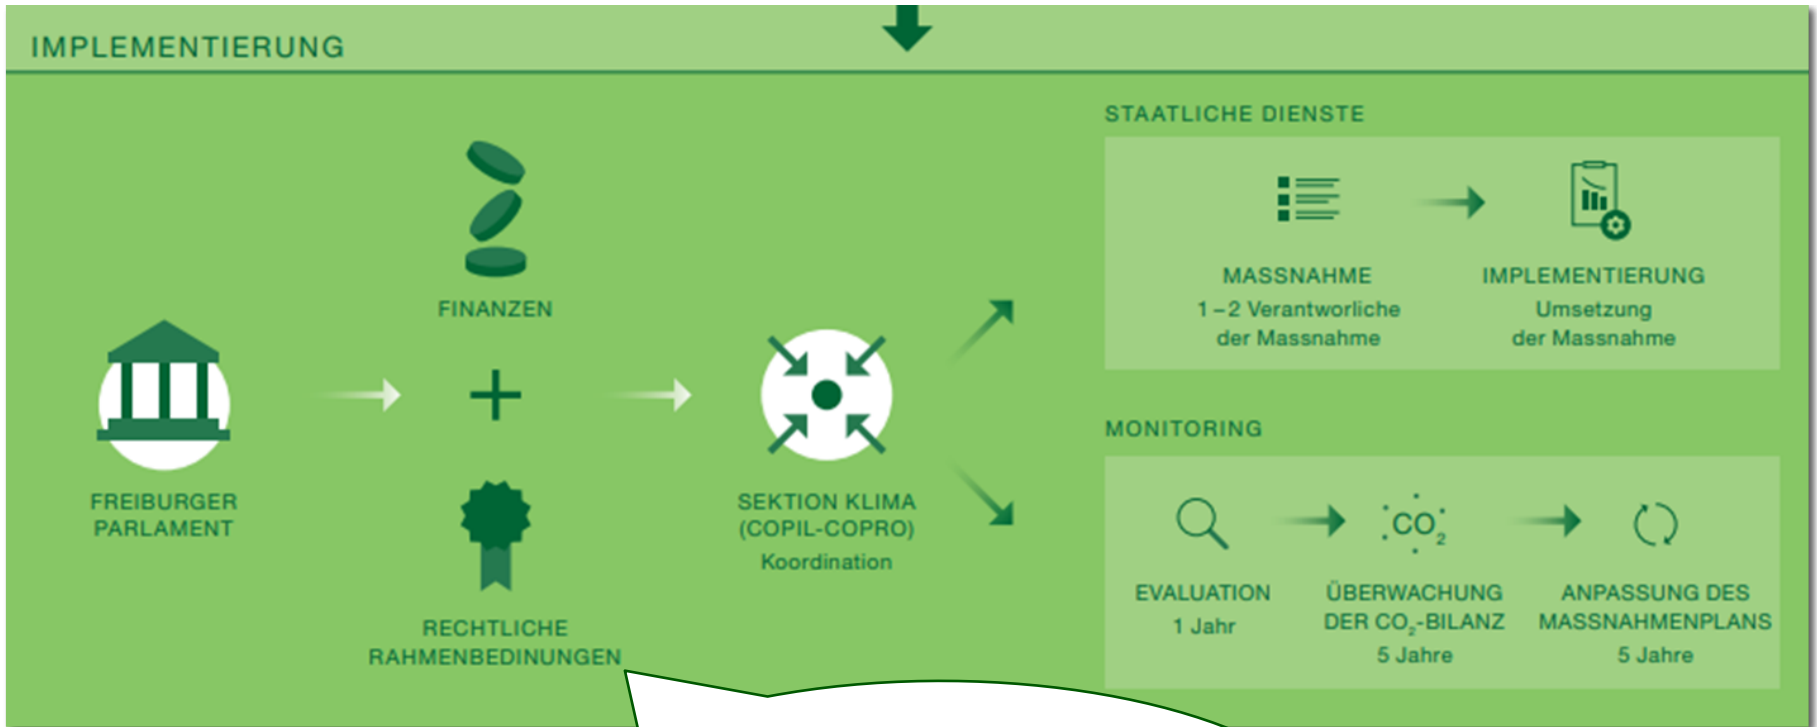 IMPLEMENTIERUNG
FREIBURGER
PARLAMENT
FINANZEN
+
RECHTLICHE
RAHMENBEDINUNGEN
SEKTION KLIMA
(COPIL-COPRO)
Koordination
STAATLICHE DIENSTE
MASSNAHME
1–2 Verantworliche
der Massnahme
IMPLEMENTIERUNG
Umsetzung
der Massnahme
MONITORING
EVALUATION
1 Jahr
CO₂
ÜBERWACHUNG
DER CO₂-BILANZ
5 Jahre
ANPASSUNG DES
MASSNAHMENPLANS
5 Jahre